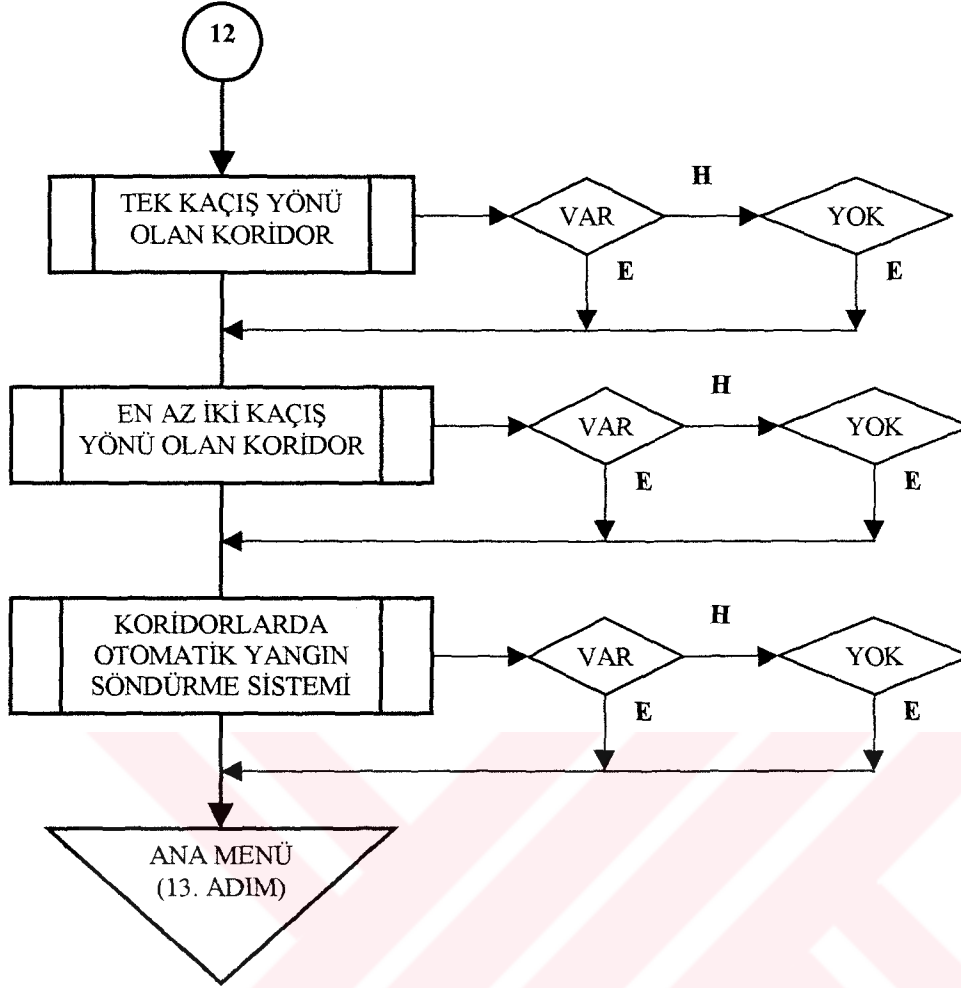 12
TEK KAÇIŞ YÖNÜ
OLAN KORİDOR
VAR
H
YOK
E
E
EN AZ İKİ KAÇIŞ
YÖNÜ OLAN KORİDOR
VAR
H
YOK
E
E
KORİDORLARDA
OTOMATİK YANGIN
SÖNDÜRME SİSTEMİ
VAR
H
YOK
E
E
ANA MENÜ
(13. ADIM)